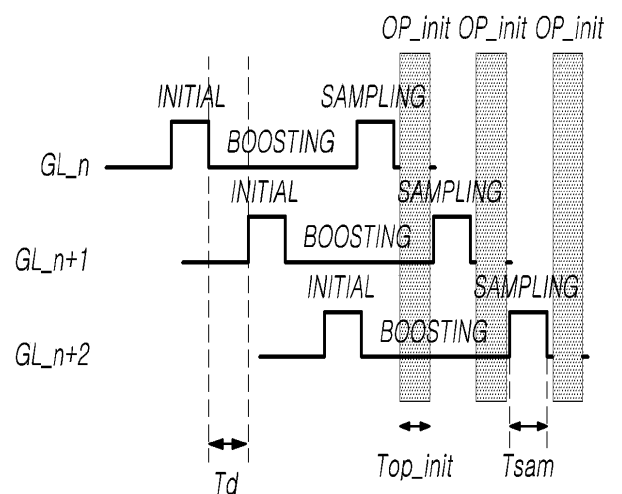 OP_init OP_init OP_init
INITIAL SAMPLING
GL_n BOOSTING
INITIAL SAMPLING
GL_n+1 BOOSTING
INITIAL SAMPLING
GL_n+2 BOOSTING
Td Top_init Tsam